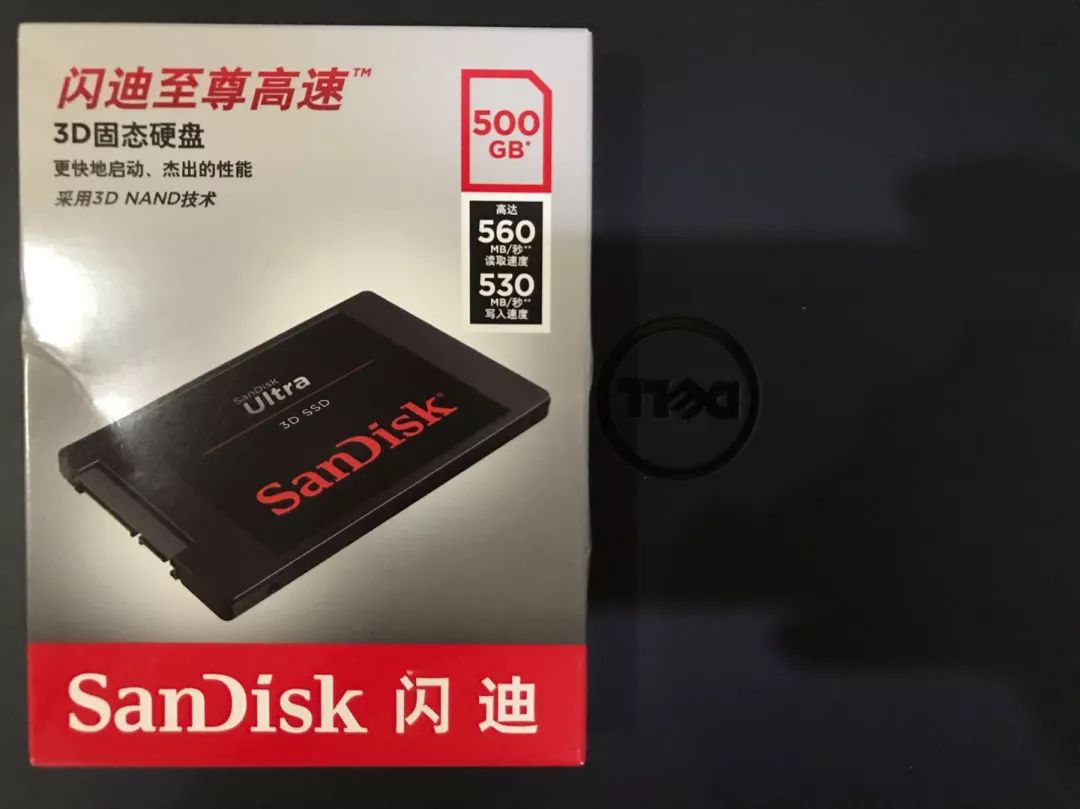 闪迪至尊高速™
3D固态硬盘
更快地启动、杰出的性能
采用3D NAND技术
500
GB*
高达
560
MB/秒**
读取速度
530
MB/秒**
写入速度
SanDisk
Ultra
3D SSD
SanDisk®
DELL
SanDisk 闪迪